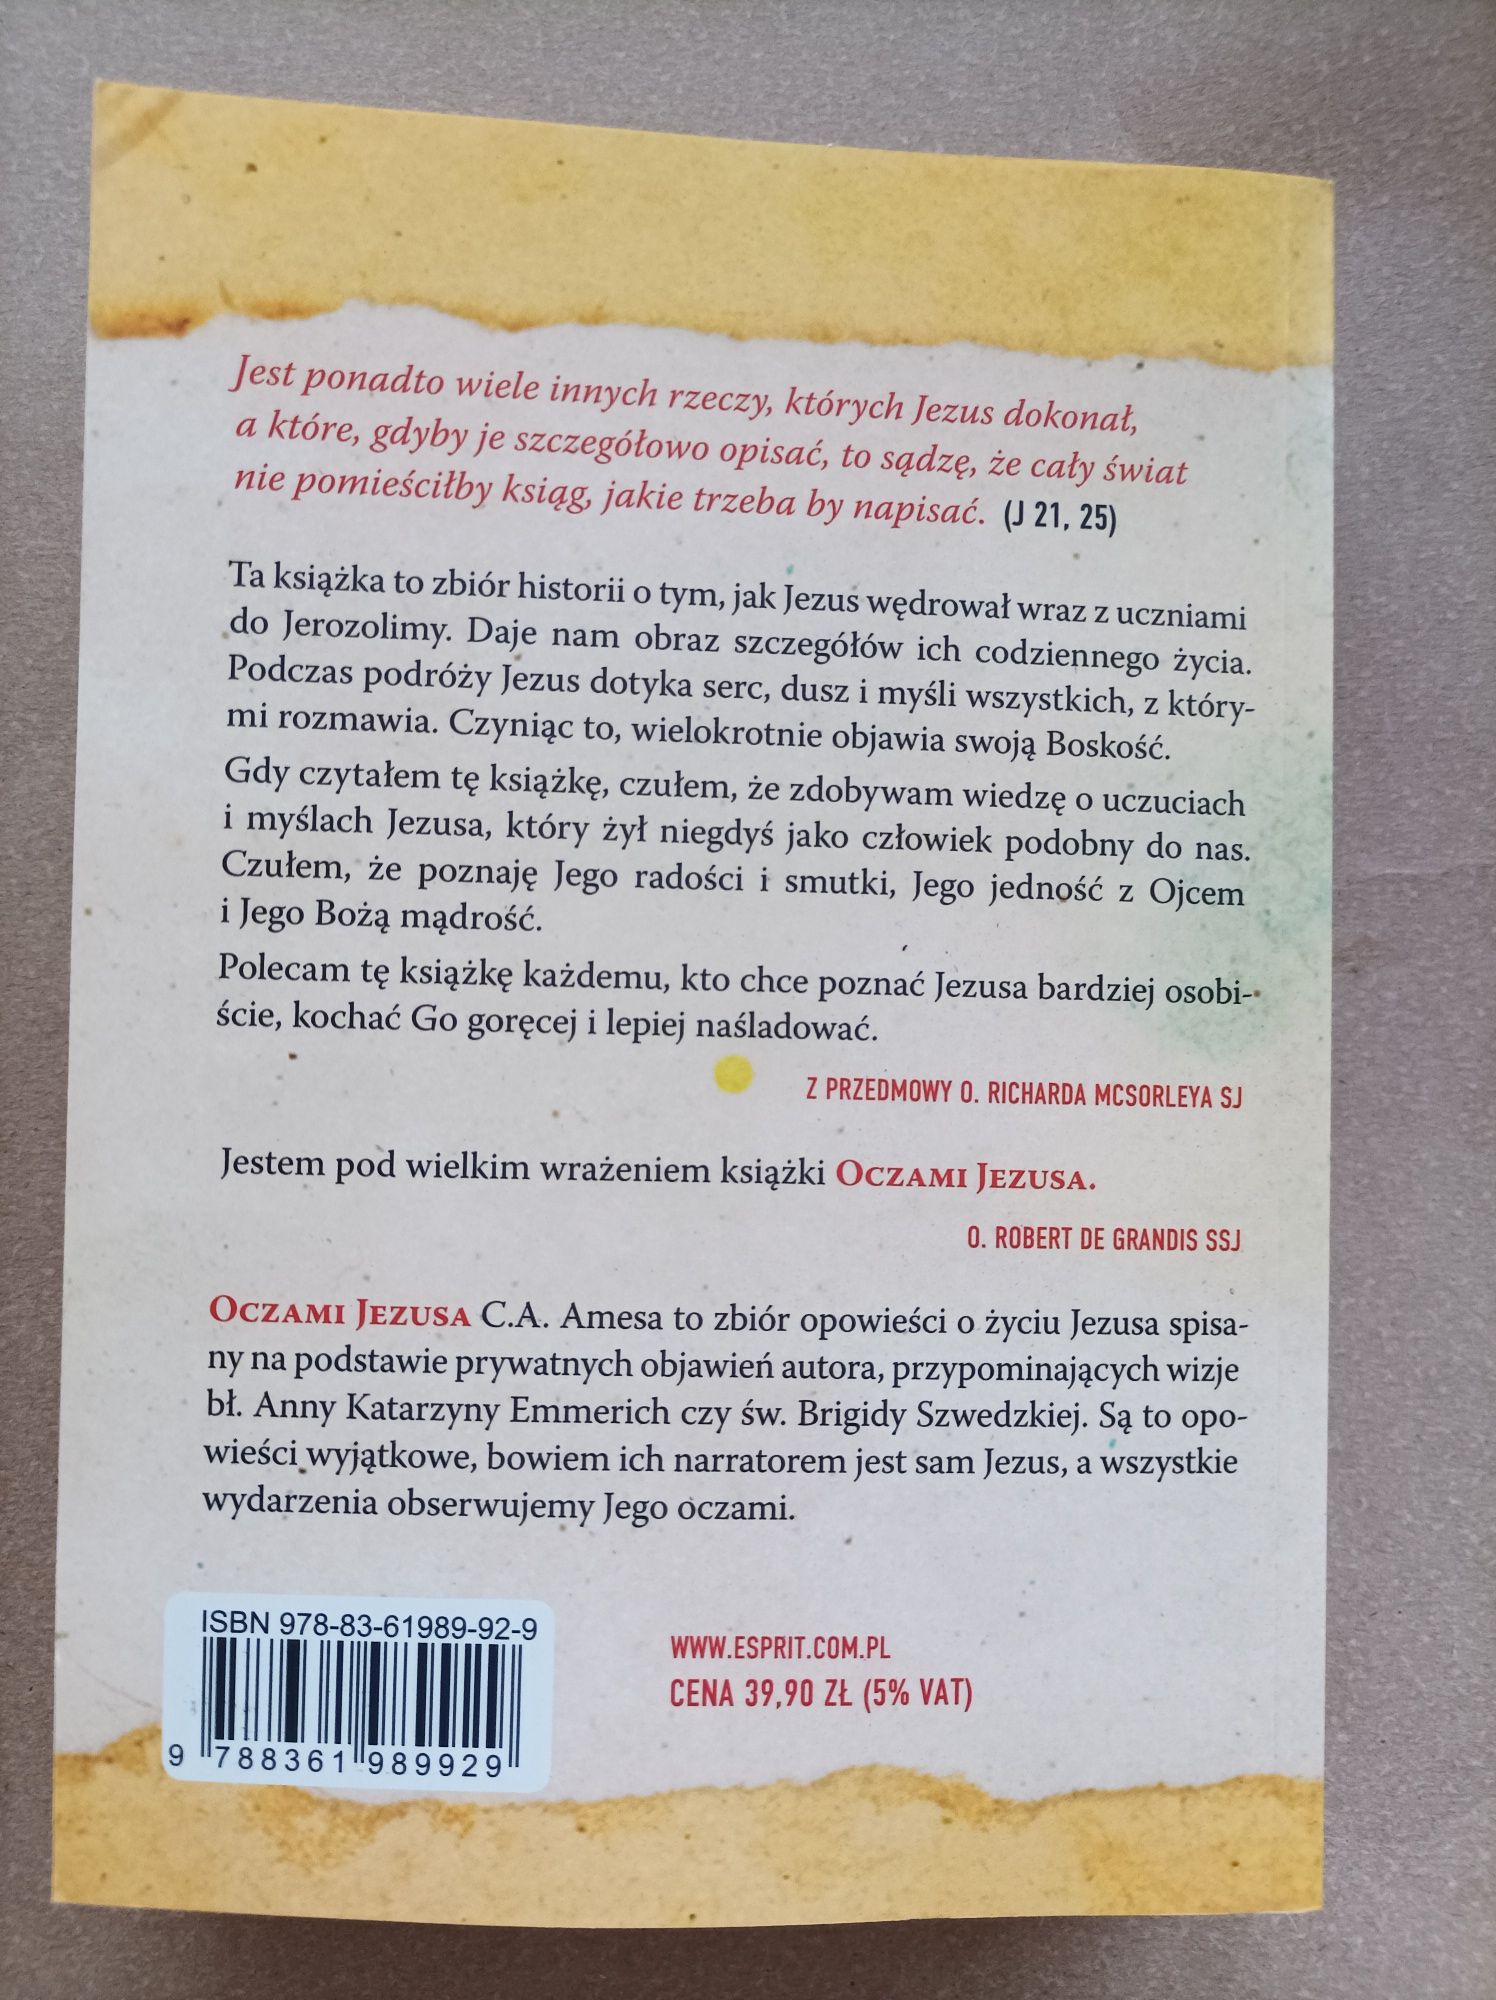 Jest ponadto wiele innych rzeczy, których Jezus dokonał,
a które, gdyby je szczegółowo opisać, to sądzę, że cały świat
nie pomieściłby ksiąg, jakie trzeba by napisać. (J 21, 25)
Ta książka to zbiór historii o tym, jak Jezus wędrował wraz z uczniami
do Jerozolimy. Daje nam obraz szczegółów ich codziennego życia.
Podczas podróży Jezus dotyka serc, dusz i myśli wszystkich, z który-
mi rozmawia. Czyniąc to, wielokrotnie objawia swoją Boskość.
Gdy czytałem tę książkę, czułem, że zdobywam wiedzę o uczuciach
i myślach Jezusa, który żył niegdyś jako człowiek podobny do nas.
Czułem, że poznaję Jego radości i smutki, Jego jedność z Ojcem
i Jego Bożą mądrość.
Polecam tę książkę każdemu, kto chce poznać Jezusa bardziej osobi-
ście, kochać Go goręcej i lepiej naśladować.
Z PRZEDMOWY O. RICHARDA MCSORLEYA SJ
Jestem pod wielkim wrażeniem książki OCZAMI JEZUSA.
O. ROBERT DE GRANDIS SSJ
OCZAMI JEZUSA C.A. Amesa to zbiór opowieści o życiu Jezusa spisa-
ny na podstawie prywatnych objawień autora, przypominających wizje
bł. Anny Katarzyny Emmerich czy św. Brigidy Szwedzkiej. Są to opo-
wieści wyjątkowe, bowiem ich narratorem jest sam Jezus, a wszystkie
wydarzenia obserwujemy Jego oczami.
ISBN 978-83-61989-92-9
9 788361 989929
WWW.ESPRIT.COM.PL
CENA 39,90 ZŁ (5% VAT)